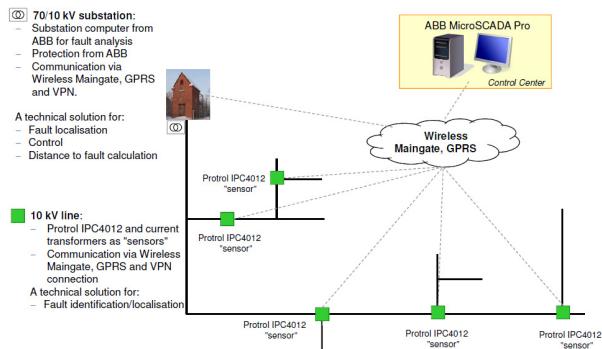 70/10 kV substation:
– Substation computer from
ABB for fault analysis
– Protection from ABB
– Communication via
Wireless Maingate, GPRS
and VPN.
A technical solution for:
– Fault localisation
– Control
– Distance to fault calculation
10 kV line:
– Protrol IPC4012 and current
transformers as "sensors"
– Communication via Wireless
Maingate, GPRS and VPN
connection
A technical solution for:
– Fault identification/localisation
ABB MicroSCADA Pro
Control Center
Wireless
Maingate, GPRS
Protrol IPC4012
"sensor"
Protrol IPC4012
"sensor"
Protrol IPC4012
"sensor"
Protrol IPC4012
"sensor"
Protrol IPC4012
"sensor"